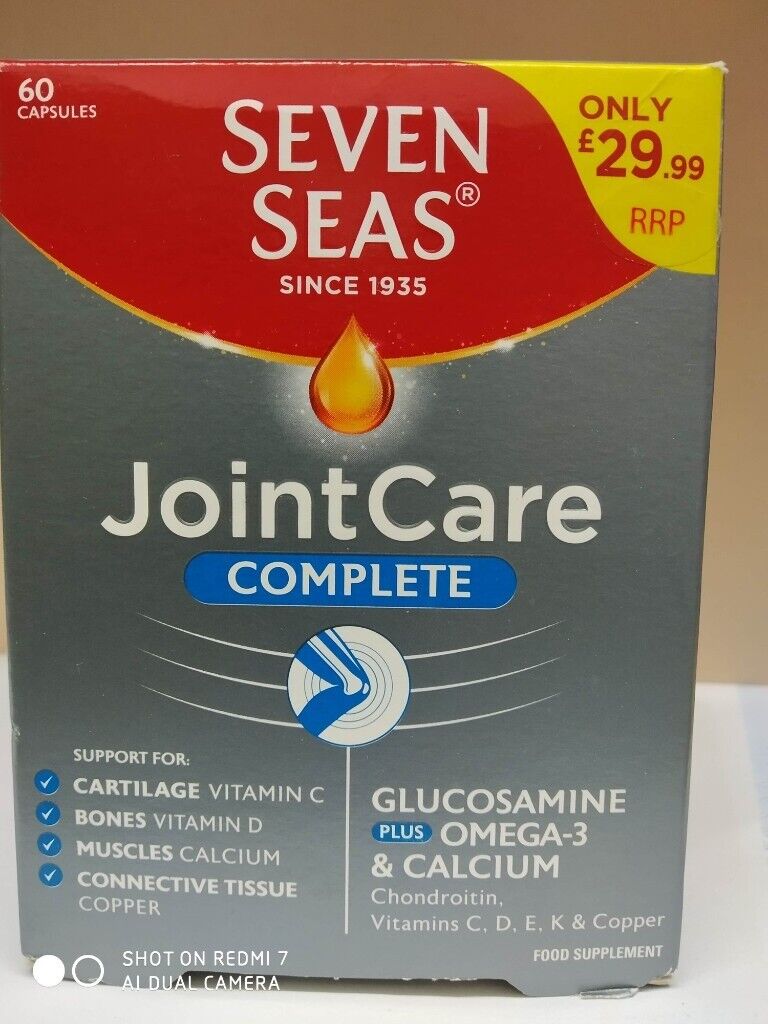 60
CAPSULES
SEVEN
SEAS®
SINCE 1935
ONLY
£29.99
RRP
JointCare
COMPLETE
SUPPORT FOR:
CARTILAGE VITAMIN C
BONES VITAMIN D
MUSCLES CALCIUM
CONNECTIVE TISSUE
COPPER
GLUCOSAMINE
PLUS OMEGA-3
& CALCIUM
Chondroitin,
Vitamins C, D, E, K & Copper
FOOD SUPPLEMENT
SHOT ON REDMI 7
AI DUAL CAMERA